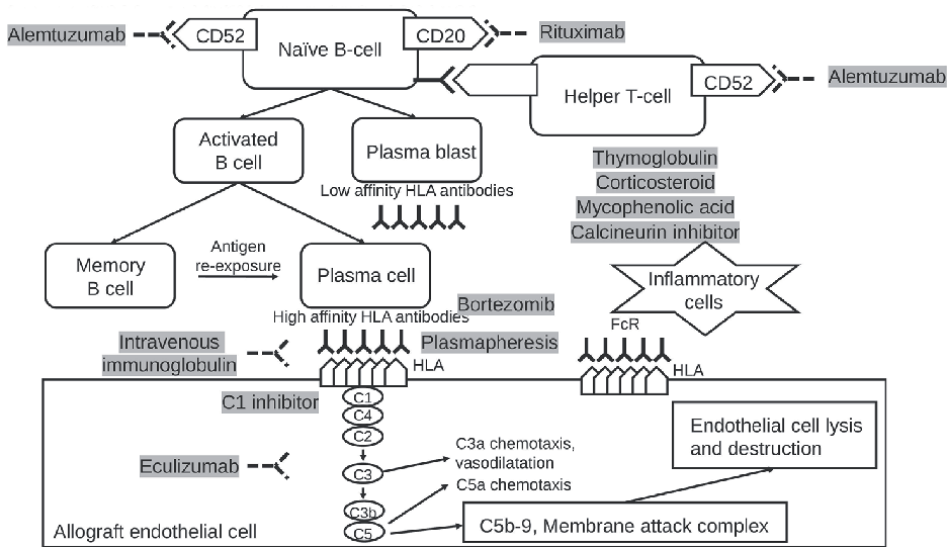 Alemtuzumab
CD52
Naïve B-cell
CD20
Rituximab
Helper T-cell
CD52
Alemtuzumab
Activated
B cell
Plasma blast
Low affinity HLA antibodies
Thymoglobulin
Corticosteroid
Mycophenolic acid
Calcineurin inhibitor
Memory
B cell
Antigen
re-exposure
Plasma cell
Inflammatory
cells
High affinity HLA antibodies
Bortezomib
Plasmapheresis
FcR
Intravenous
immunoglobulin
HLA
HLA
C1 inhibitor
C1
C4
C2
Eculizumab
C3
C3a chemotaxis,
vasodilatation
C5a chemotaxis
C3b
C5
Endothelial cell lysis
and destruction
C5b-9, Membrane attack complex
Allograft endothelial cell